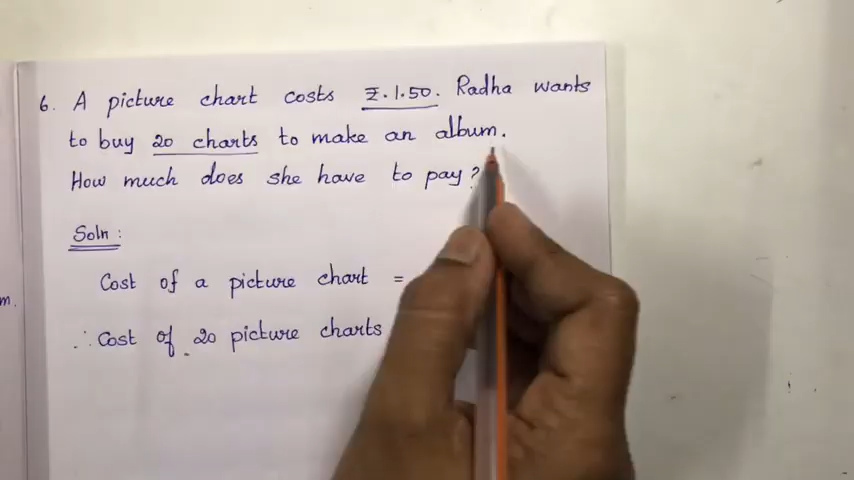 6. A picture chart costs ₹.1.50. Radha wants
to buy 20 charts to make an album.
How much does she have to pay?
Soln :
Cost of a picture chart =
∴ Cost of 20 picture charts
m.